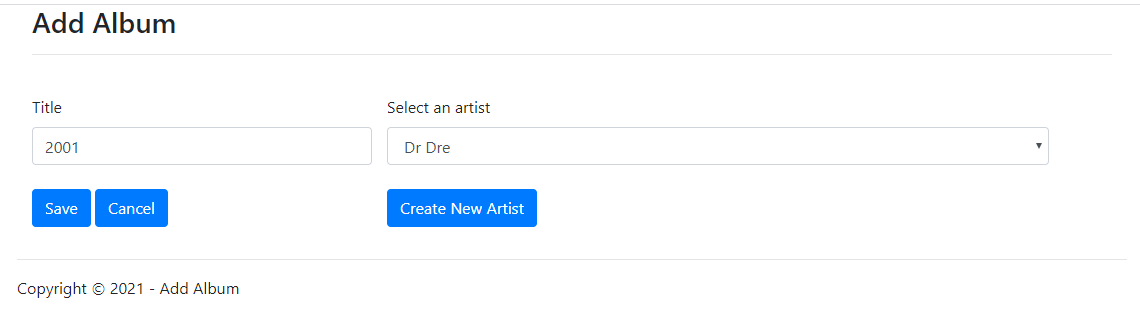 Add Album
Title Select an artist
2001 Dr Dre
Save Cancel Create New Artist
Copyright © 2021 - Add Album